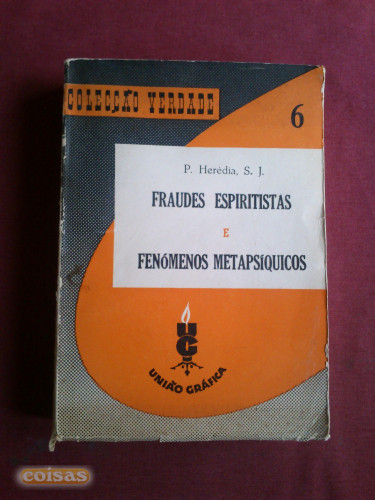 COLECÇÃO VERDADE
6
P. Herédia, S. J.
FRAUDES ESPIRITISTAS
E
FENÓMENOS METAPSÍQUICOS
UG
UNIÃO GRÁFICA
coisas